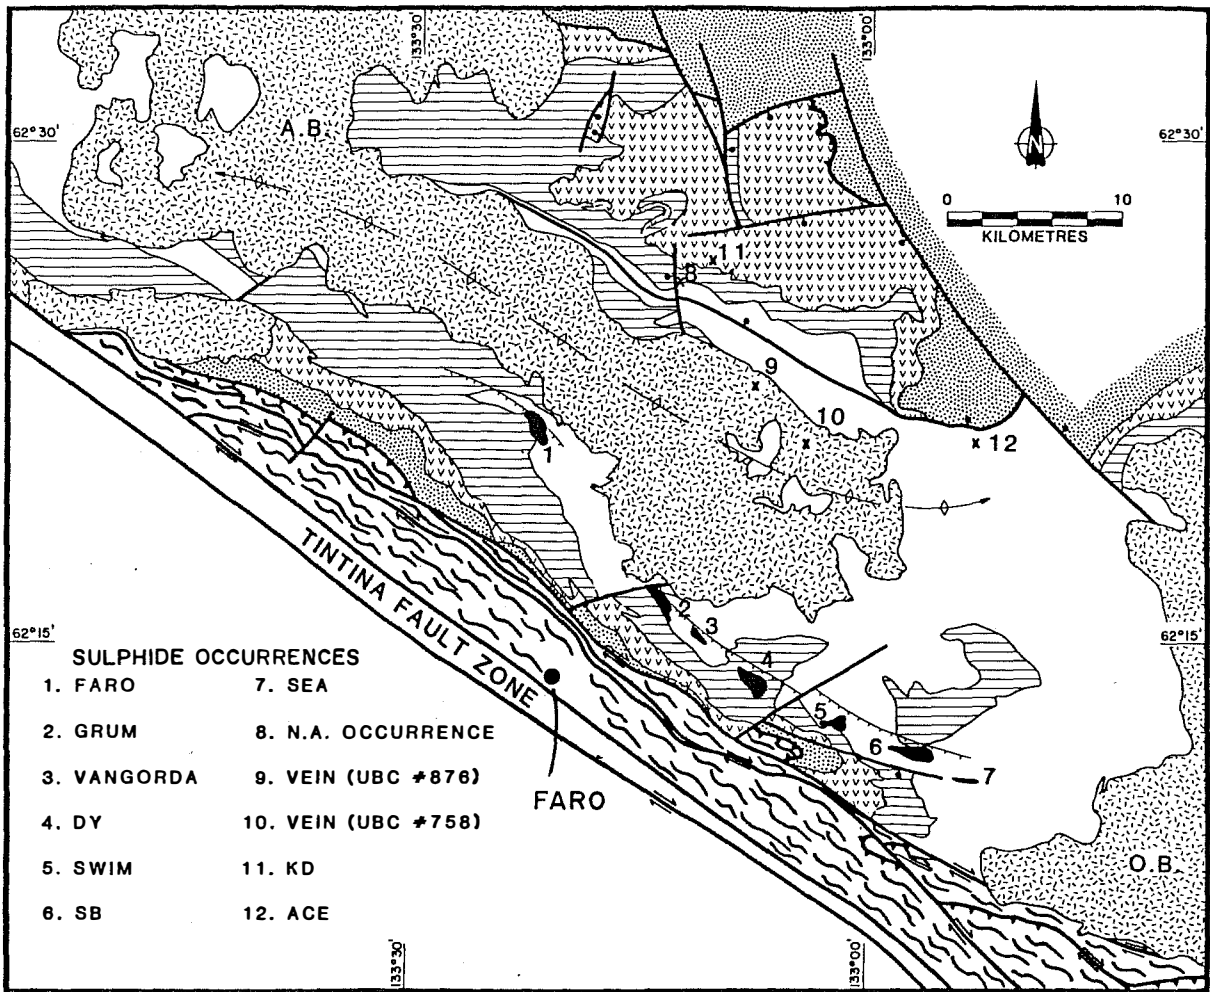 133°30'
133°00'
62°30'
A.B.
62°30'
N
0 10
KILOMETRES
11
8
9
10
12
1
TINTINA FAULT ZONE
2
3
4
5
6
7
62°15'
62°15'
SULPHIDE OCCURRENCES
1. FARO
2. GRUM
3. VANGORDA
4. DY
5. SWIM
6. SB
7. SEA
8. N.A. OCCURRENCE
9. VEIN (UBC #876)
10. VEIN (UBC #758)
11. KD
12. ACE
FARO
O.B.
133°30'
133°00'